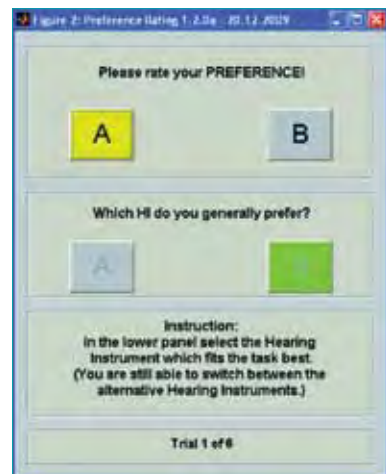 Figure 2: Preference Rating 1.2.0a - 20.12.2009
Please rate your PREFERENCE!
A B
Which HI do you generally prefer?
A
Instruction:
In the lower panel select the Hearing
Instrument which fits the task best.
(You are still able to switch between the
alternative Hearing Instruments.)
Trial 1 of 6